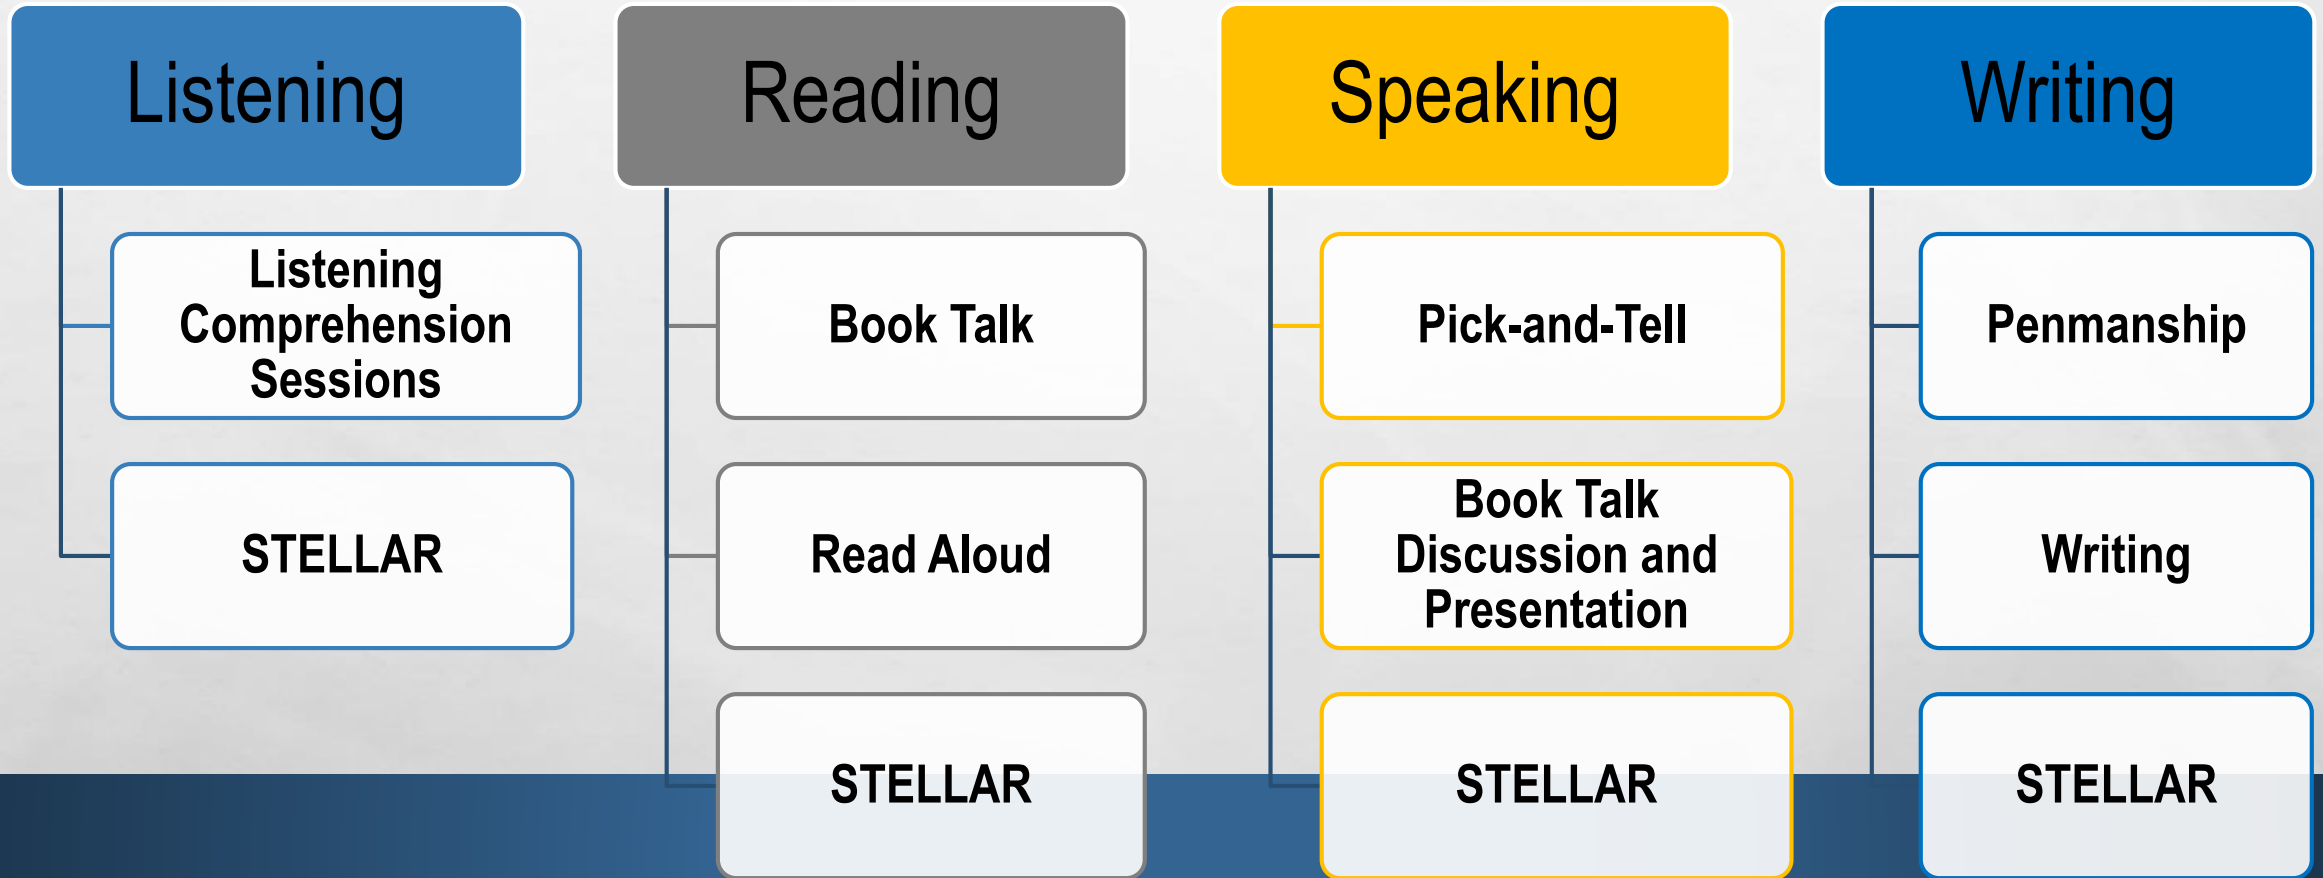 Listening
Listening
Comprehension
Sessions
STELLAR
Reading
Book Talk
Read Aloud
STELLAR
Speaking
Pick-and-Tell
Book Talk
Discussion and
Presentation
STELLAR
Writing
Penmanship
Writing
STELLAR